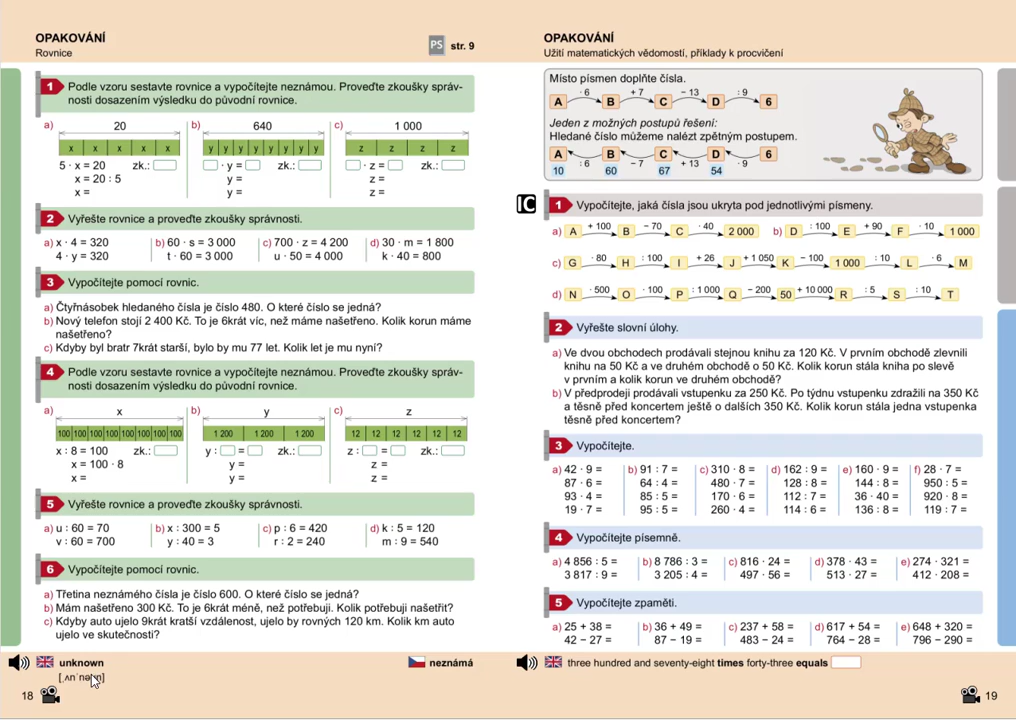 OPAKOVÁNÍ
Rovnice
PS str. 9
1 Podle vzoru sestavte rovnice a vypočítejte neznámou. Proveďte zkoušky správ-
nosti dosazením výsledku do původní rovnice.
a) 20
x x x x x
5 · x = 20 zk.:
x = 20 : 5
x =
b) 640
y y y y y y y y
· y = zk.:
y =
y =
c) 1 000
z z z z
· z = zk.:
z =
z =
2 Vyřešte rovnice a proveďte zkoušky správnosti.
a) x · 4 = 320 b) 60 · s = 3 000 c) 700 · z = 4 200 d) 30 · m = 1 800
4 · y = 320 t · 60 = 3 000 u · 50 = 4 000 k · 40 = 800
3 Vypočítejte pomocí rovnic.
a) Čtyřnásobek hledaného čísla je číslo 480. O které číslo se jedná?
b) Nový telefon stojí 2 400 Kč. To je 6krát víc, než máme našetřeno. Kolik korun máme
našetřeno?
c) Kdyby byl bratr 7krát starší, bylo by mu 77 let. Kolik let je mu nyní?
4 Podle vzoru sestavte rovnice a vypočítejte neznámou. Proveďte zkoušky správ-
nosti dosazením výsledku do původní rovnice.
a) x
100 100 100 100 100 100 100 100
x : 8 = 100 zk.:
x = 100 · 8
x =
b) y
1 200 1 200 1 200
y : = zk.:
y =
y =
c) z
12 12 12 12 12 12
z : = zk.:
z =
z =
5 Vyřešte rovnice a proveďte zkoušky správnosti.
a) u : 60 = 70 b) x : 300 = 5 c) p : 6 = 420 d) k : 5 = 120
v : 60 = 700 y : 40 = 3 r : 2 = 240 m : 9 = 540
6 Vypočítejte pomocí rovnic.
a) Třetina neznámého čísla je číslo 600. O které číslo se jedná?
b) Mám našetřeno 300 Kč. To je 6krát méně, než potřebuji. Kolik potřebuji našetřit?
c) Kdyby auto ujelo 9krát kratší vzdálenost, ujelo by rovných 120 km. Kolik km auto
ujelo ve skutečnosti?
unknown neznámá
18
OPAKOVÁNÍ
Užití matematických vědomostí, příklady k procvičení
Místo písmen doplňte čísla.
· 6 + 7 − 13 : 9
A B C D 6
Jeden z možných postupů řešení:
Hledané číslo můžeme nalézt zpětným postupem.
A B C D 6
: 6 − 7 + 13 · 9
10 60 67 54
IC
1 Vypočítejte, jaká čísla jsou ukryta pod jednotlivými písmeny.
a) A + 100 B − 70 C · 40 2 000 b) D : 100 E + 90 F · 10 1 000
c) G · 80 H : 100 I + 26 J + 1 050 K − 100 1 000 : 10 L · 6 M
d) N · 500 O · 100 P : 1 000 Q − 200 50 + 10 000 R : 5 S : 10 T
2 Vyřešte slovní úlohy.
a) Ve dvou obchodech prodávali stejnou knihu za 120 Kč. V prvním obchodě zlevnili
knihu na 50 Kč a ve druhém obchodě o 50 Kč. Kolik korun stála kniha po slevě
v prvním a kolik korun ve druhém obchodě?
b) V předprodeji prodávali vstupenku za 250 Kč. Po týdnu vstupenky zdražili na 350 Kč
a těsně před koncertem ještě o dalších 350 Kč. Kolik korun stála jedna vstupenka
těsně před koncertem?
3 Vypočítejte.
a) 42 · 9 = b) 91 : 7 = c) 310 · 8 = d) 162 : 9 = e) 160 · 9 = f) 28 · 7 =
87 · 6 = 64 : 4 = 480 · 7 = 128 : 8 = 144 : 8 = 950 : 5 =
93 · 4 = 85 : 5 = 170 · 6 = 112 : 7 = 36 · 40 = 920 · 8 =
19 · 7 = 95 : 5 = 260 · 4 = 114 : 6 = 136 : 8 = 119 : 7 =
4 Vypočítejte písemně.
a) 4 856 : 5 = b) 8 786 : 3 = c) 816 · 24 = d) 378 · 43 = e) 274 · 321 =
3 817 : 9 = 3 205 : 4 = 497 · 56 = 513 · 27 = 412 · 208 =
5 Vypočítejte zpaměti.
a) 25 + 38 = b) 36 + 49 = c) 237 + 58 = d) 617 + 54 = e) 648 + 320 =
42 − 27 = 87 − 19 = 483 − 24 = 764 − 28 = 796 − 290 =
three hundred and seventy-eight times forty-three equals
19